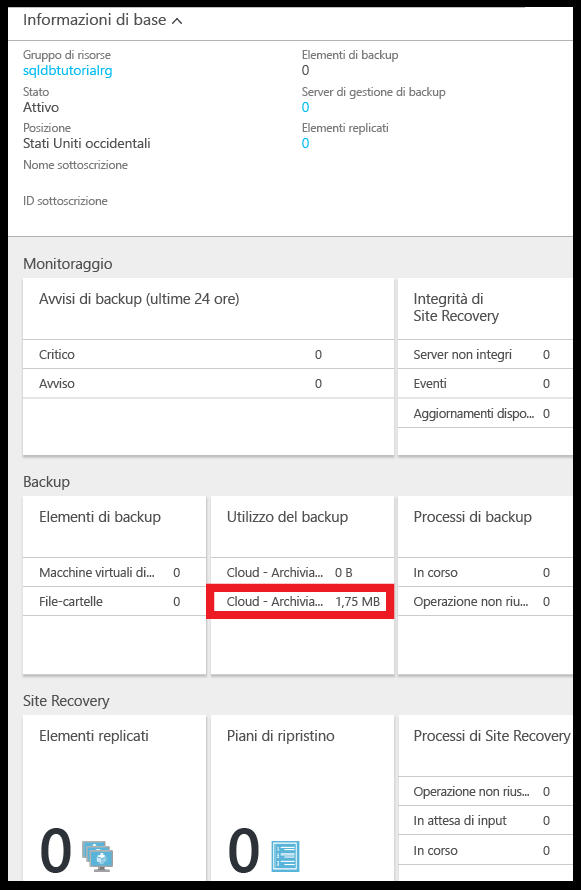 Informazioni di base
Gruppo di risorse
sqldbtutorialrg
Stato
Attivo
Posizione
Stati Uniti occidentali
Nome sottoscrizione
ID sottoscrizione
Elementi di backup
0
Server di gestione di backup
0
Elementi replicati
0
Monitoraggio
Avvisi di backup (ultime 24 ore)
Critico 0
Avviso 0
Integrità di
Site Recovery
Server non integri 0
Eventi 0
Aggiornamenti dispo... 0
Backup
Elementi di backup
Macchine virtuali di... 0
File-cartelle 0
Utilizzo del backup
Cloud - Archivia... 0 B
Cloud - Archivia... 1,75 MB
Processi di backup
In corso 0
Operazione non riu... 0
Site Recovery
Elementi replicati
0
Piani di ripristino
0
Processi di Site Recovery
Operazione non rius... 0
In attesa di input 0
In corso 0